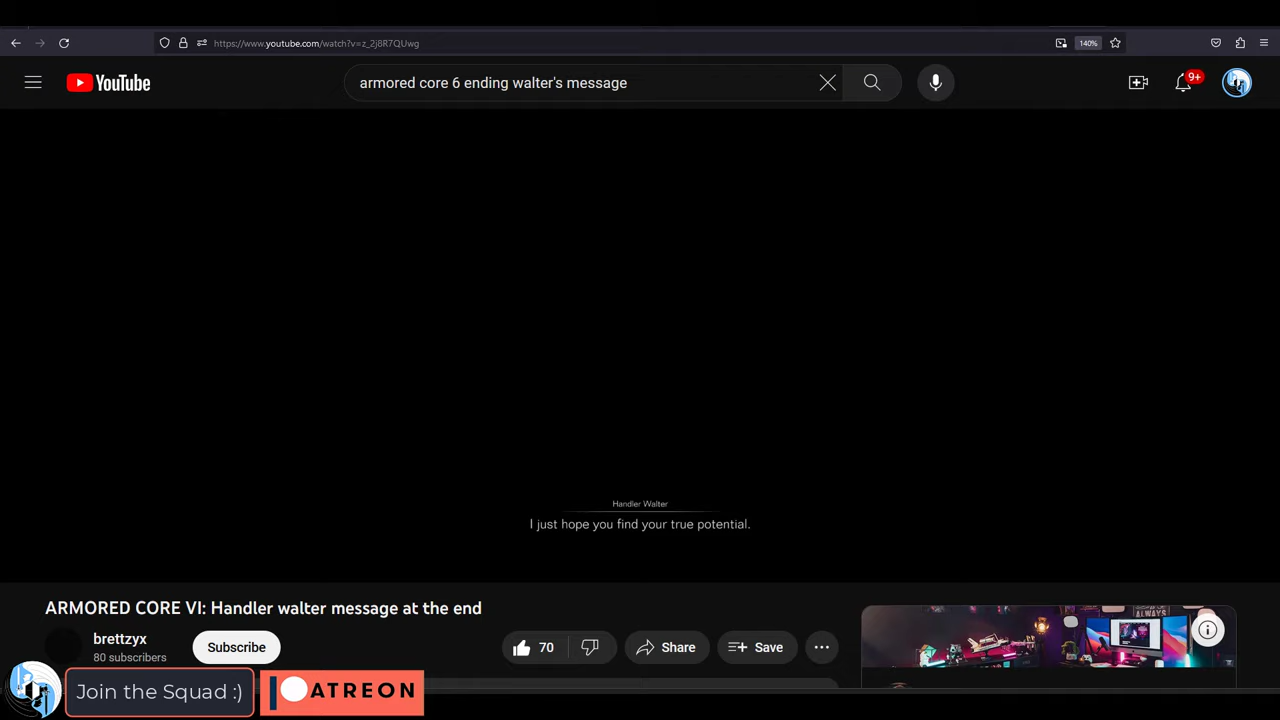 https://www.youtube.com/watch?v=z_2j8R7QUwg
140%
YouTube
armored core 6 ending walter's message
9+
Handler Walter
I just hope you find your true potential.
ARMORED CORE VI: Handler walter message at the end
brettzyx
80 subscribers
Subscribe
70
Share
Save
ALWAYS
Join the Squad :)
PATREON